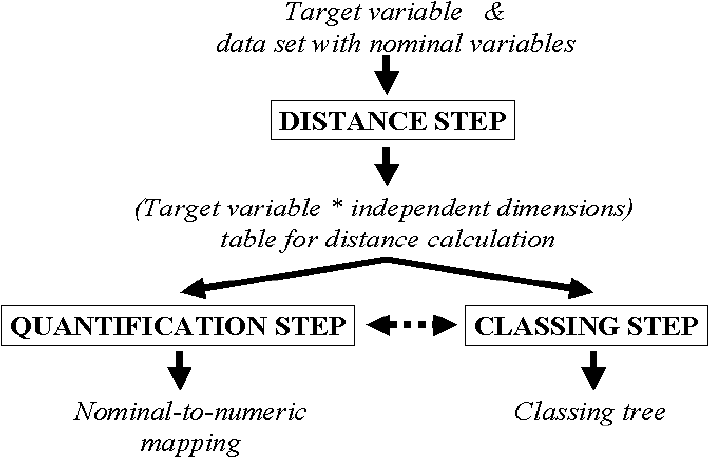 Target variable & 
data set with nominal variables
DISTANCE STEP
(Target variable * independent dimensions)
table for distance calculation
QUANTIFICATION STEP
CLASSING STEP
Nominal-to-numeric
mapping
Classing tree